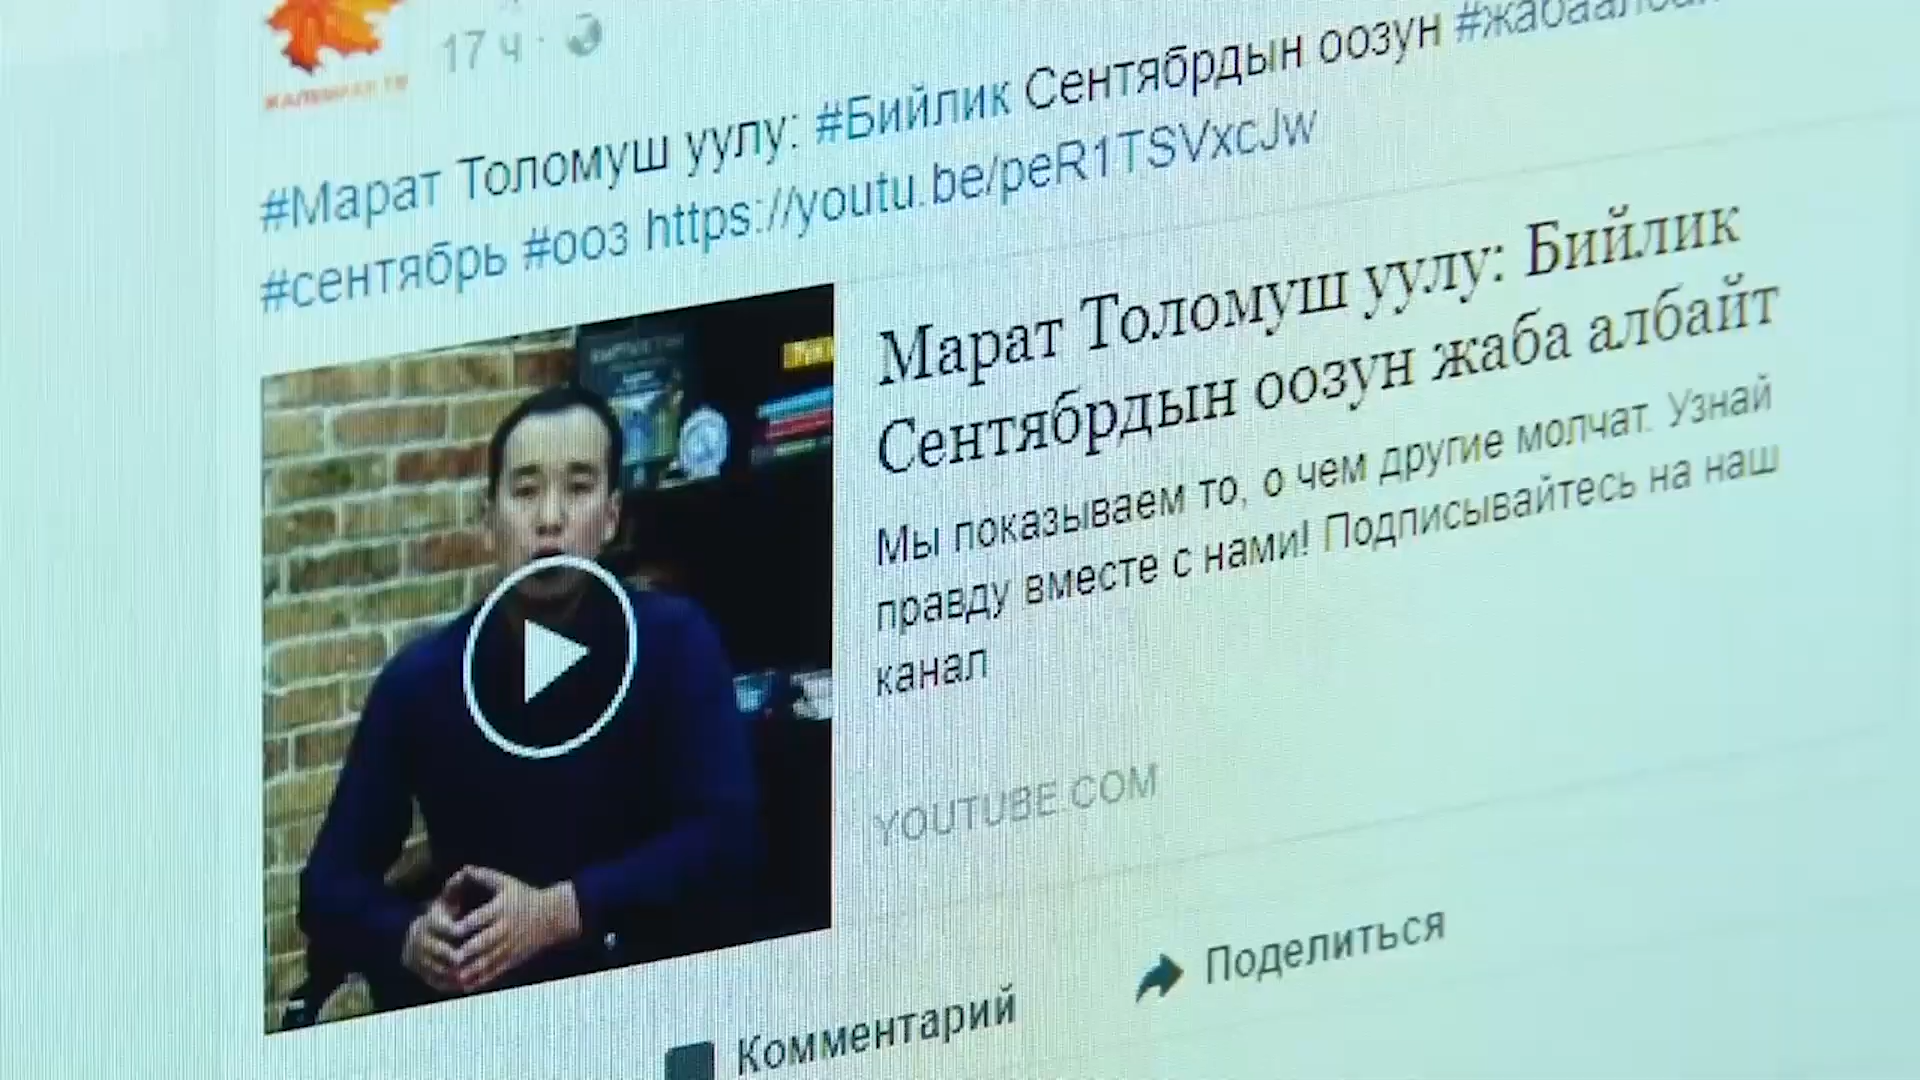 17 ч ·
#Марат Толомуш уулу: #Бийлик Сентябрдын оозун
#сентябрь #ооз https://youtu.be/peR1TSVxcJw
Марат Толомуш уулу: Бийлик
Сентябрдын оозун жаба албайт
Мы показываем то, о чем другие молчат. Узнай
правду вместе с нами! Подписывайтесь на наш
канал
YOUTUBE.COM
Комментарий
Поделиться